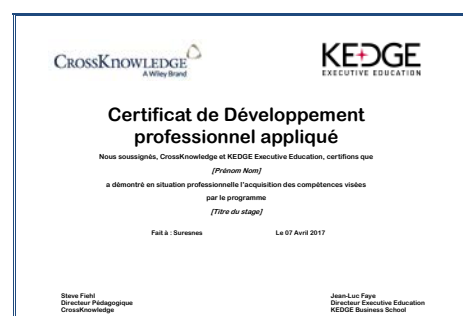 CROSSKNOWLEDGE
A Wiley Brand
KEDGE
EXECUTIVE EDUCATION
Certificat de Développement
professionnel appliqué
Nous soussignés, CrossKnowledge et KEDGE Executive Education, certifions que
[Prénom Nom]
a démontré en situation professionnelle l'acquisition des compétences visées
par le programme
[Titre du stage]
Fait à : Suresnes Le 07 Avril 2017
Steve Fiehl
Directeur Pédagogique
CrossKnowledge
Jean-Luc Faye
Directeur Executive Education
KEDGE Business School